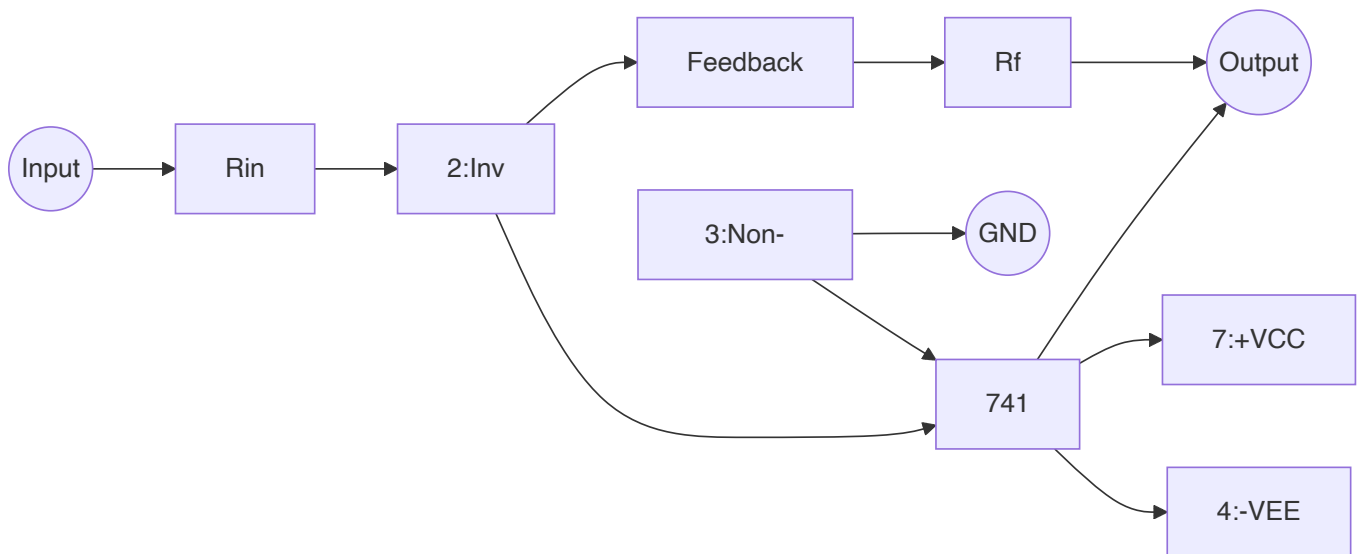 Feedback
Rf
Output
Input
Rin
2:Inv
3:Non-
GND
7:+VCC
741
4:-VEE